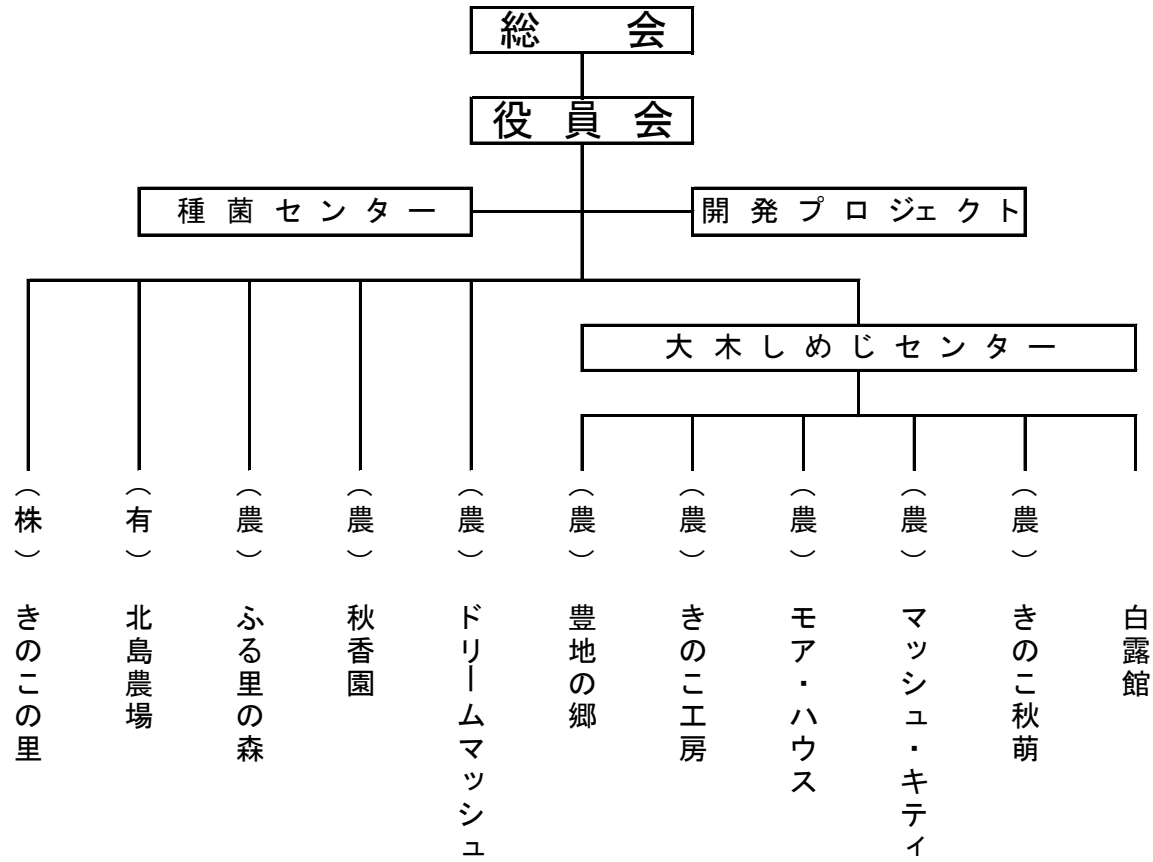 総会
役員会
種菌センター
開発プロジェクト
大木しめじセンター
（株）きのこの里
（有）北島農場
（農）ふる里の森
（農）秋香園
（農）ドリームマッシュ
（農）豊地の郷
（農）きのこ工房
（農）モア・ハウス
（農）マッシュ・キティ
（農）きのこ秋萌
白露館